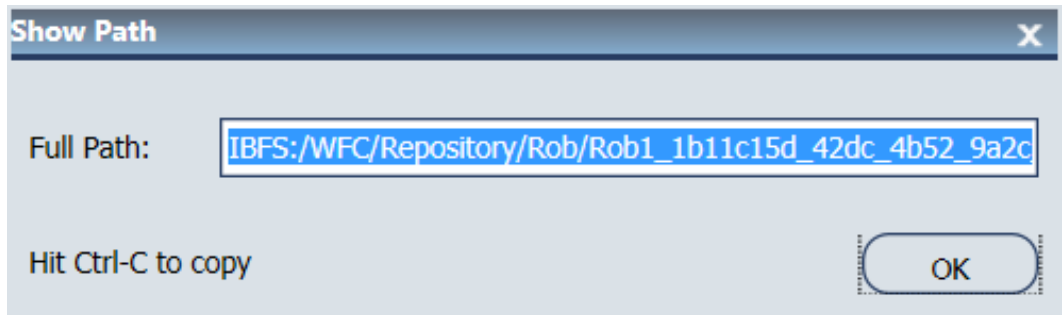 Show Path
X
Full Path: IBFS:/WFC/Repository/Rob/Rob1_1b11c15d_42dc_4b52_9a2c
Hit Ctrl-C to copy
OK